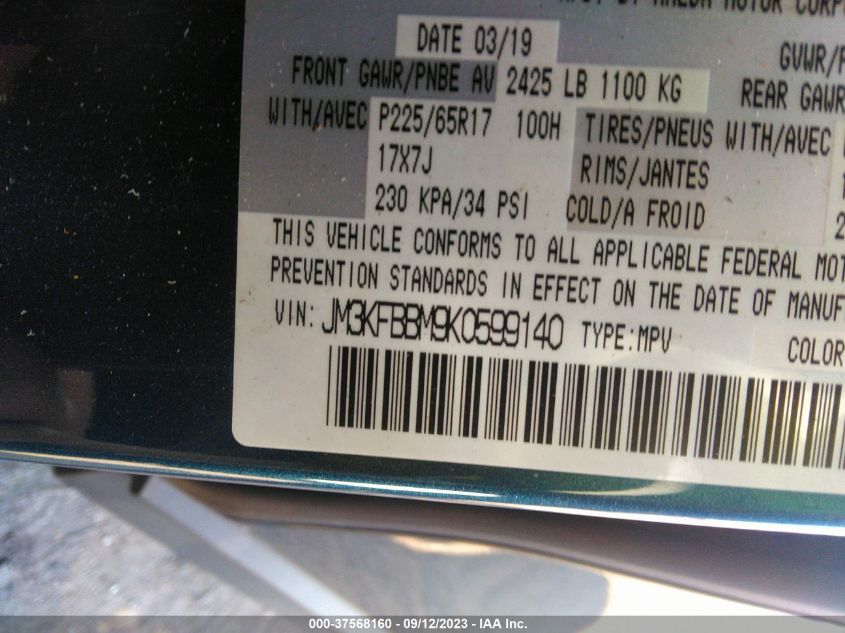 MAZDA MOTOR CORP
DATE 03/19 GVWR/
FRONT GAWR/PNBE AV 2425 LB 1100 KG REAR GAWR
WITH/AVEC P225/65R17 100H TIRES/PNEUS WITH/AVEC
17X7J RIMS/JANTES
230 KPA/34 PSI COLD/A FROID
THIS VEHICLE CONFORMS TO ALL APPLICABLE FEDERAL MOT
PREVENTION STANDARDS IN EFFECT ON THE DATE OF MANUF
VIN: JM3KFBBM9K0599140 TYPE:MPV COLOR
000-37568160 - 09/12/2023 - IAA Inc.